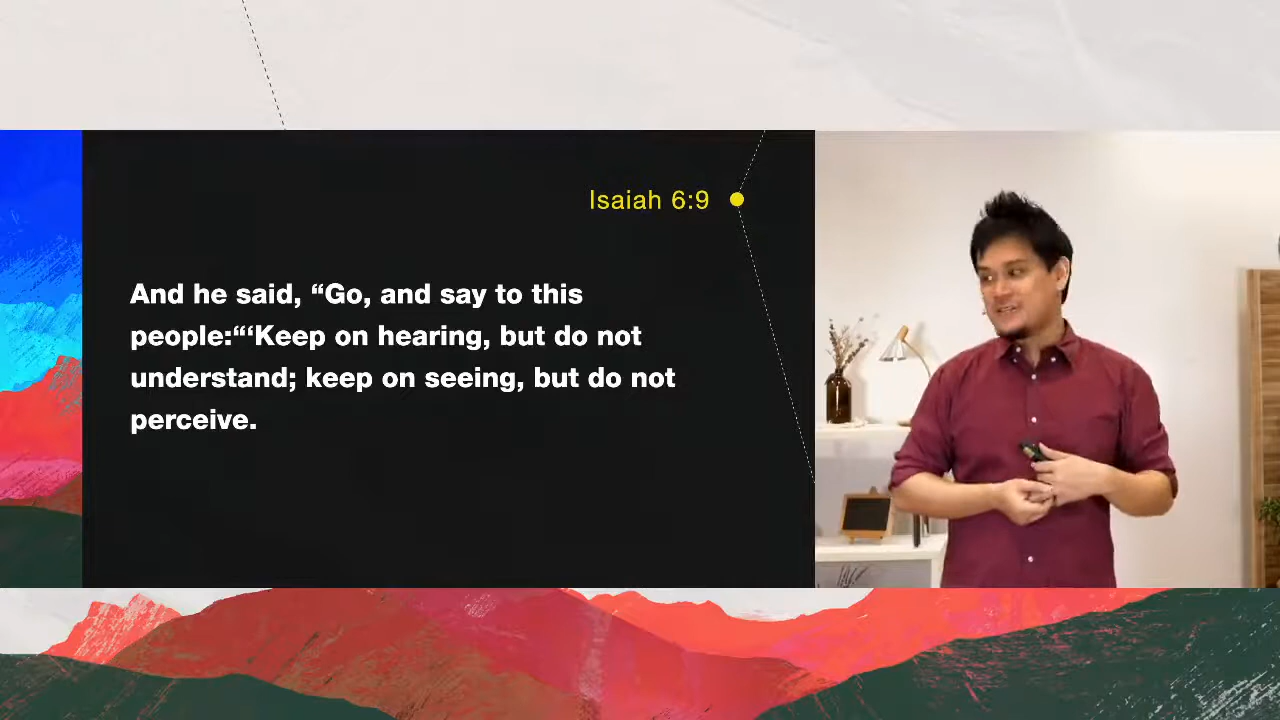 Isaiah 6:9
And he said, “Go, and say to this
people:“‘Keep on hearing, but do not
understand; keep on seeing, but do not
perceive.